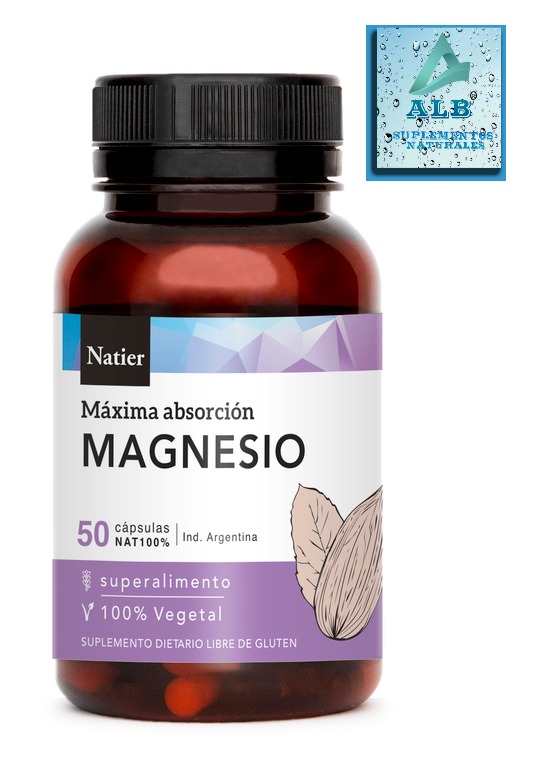 ALB®
SUPLEMENTOS
NATURALES
Natier
Máxima absorción
MAGNESIO
50 cápsulas
NAT100%
Ind. Argentina
superalimento
100% Vegetal
SUPLEMENTO DIETARIO LIBRE DE GLUTEN